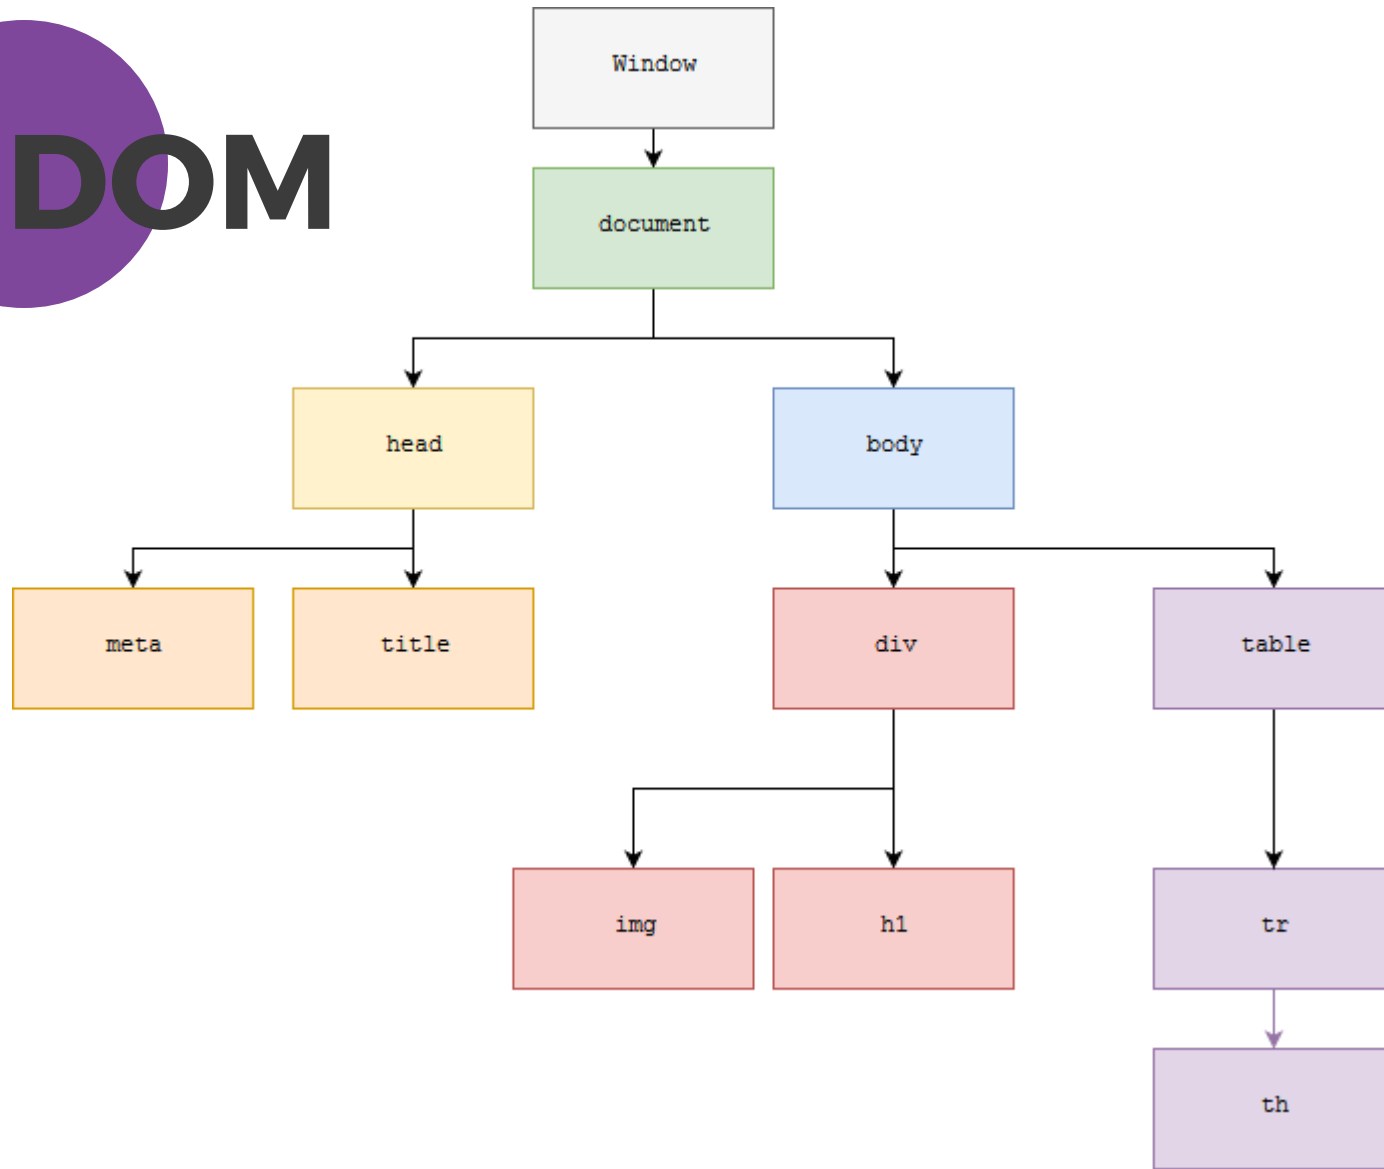 DOM
Window
document
head
body
meta
title
div
table
img
h1
tr
th